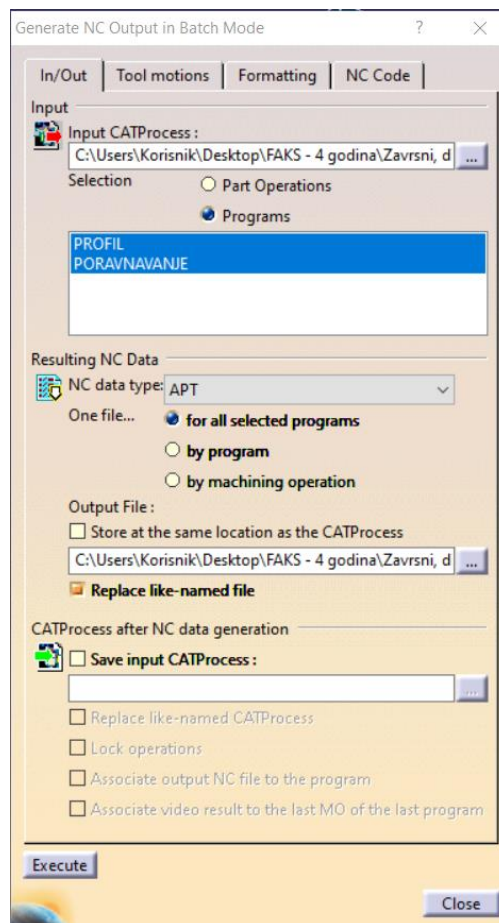 Generate NC Output in Batch Mode ?
In/Out Tool motions Formatting NC Code
Input
Input CATProcess :
C:\Users\Korisnik\Desktop\FAKS - 4 godina\Zavrsni, d ...
Selection Part Operations
Programs
PROFIL
PORAVNAVANJE
Resulting NC Data
NC data type: APT
One file... for all selected programs
by program
by machining operation
Output File :
Store at the same location as the CATProcess
C:\Users\Korisnik\Desktop\FAKS - 4 godina\Zavrsni, d ...
Replace like-named file
CATProcess after NC data generation
Save input CATProcess :
...
Replace like-named CATProcess
Lock operations
Associate output NC file to the program
Associate video result to the last MO of the last program
Execute
Close